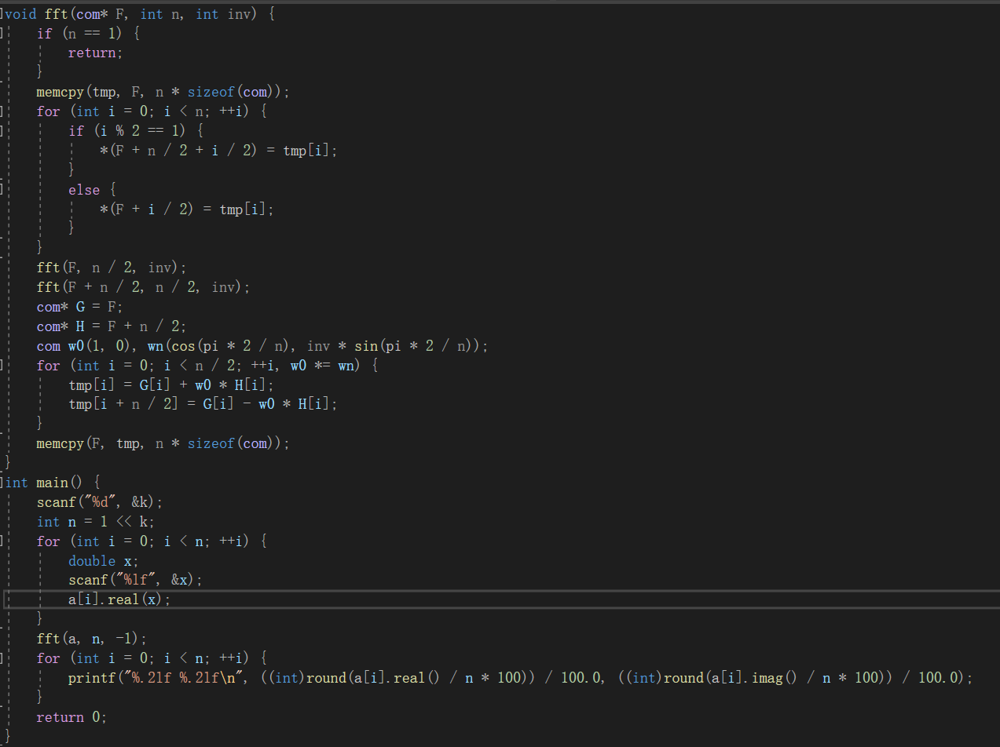 void fft(com* F, int n, int inv) {
    if (n == 1) {
        return;
    }
    memcpy(tmp, F, n * sizeof(com));
    for (int i = 0; i < n; ++i) {
        if (i % 2 == 1) {
            *(F + n / 2 + i / 2) = tmp[i];
        }
        else {
            *(F + i / 2) = tmp[i];
        }
    }
    fft(F, n / 2, inv);
    fft(F + n / 2, n / 2, inv);
    com* G = F;
    com* H = F + n / 2;
    com w0(1, 0), wn(cos(pi * 2 / n), inv * sin(pi * 2 / n));
    for (int i = 0; i < n / 2; ++i, w0 *= wn) {
        tmp[i] = G[i] + w0 * H[i];
        tmp[i + n / 2] = G[i] - w0 * H[i];
    }
    memcpy(F, tmp, n * sizeof(com));
}
int main() {
    scanf("%d", &k);
    int n = 1 << k;
    for (int i = 0; i < n; ++i) {
        double x;
        scanf("%lf", &x);
        a[i].real(x);
    }
    fft(a, n, -1);
    for (int i = 0; i < n; ++i) {
        printf("%.2lf %.2lf\n", ((int)round(a[i].real() / n * 100)) / 100.0, ((int)round(a[i].imag() / n * 100)) / 100.0);
    }
    return 0;
}